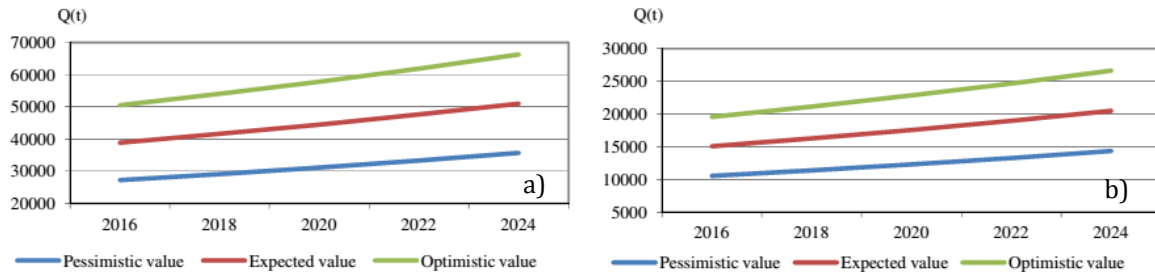 Q(t)
70000
60000
50000
40000
30000
20000
a)
2016 2018 2020 2022 2024
Pessimistic value Expected value Optimistic value
Q(t)
30000
25000
20000
15000
10000
5000
b)
2016 2018 2020 2022 2024
Pessimistic value Expected value Optimistic value